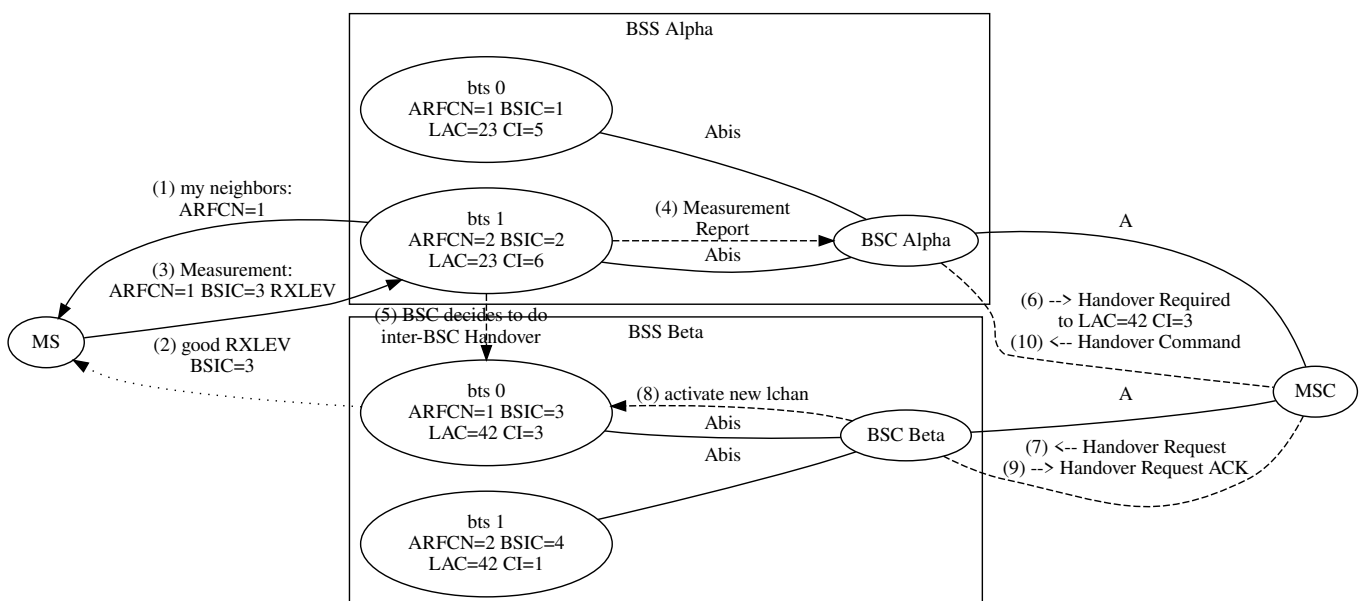 BSS Alpha
bts 0
ARFCN=1 BSIC=1
LAC=23 CI=5
Abis
(1) my neighbors:
ARFCN=1
bts 1
ARFCN=2 BSIC=2
LAC=23 CI=6
(4) Measurement
Report
Abis
BSC Alpha
A
(3) Measurement:
ARFCN=1 BSIC=3 RXLEV
(6) --> Handover Required
to LAC=42 CI=3
(10) <-- Handover Command
(5) BSC decides to do
inter-BSC Handover
BSS Beta
MS
(2) good RXLEV
BSIC=3
bts 0
ARFCN=1 BSIC=3
LAC=42 CI=3
(8) activate new lchan
Abis
Abis
BSC Beta
A
MSC
(7) <-- Handover Request
(9) --> Handover Request ACK
bts 1
ARFCN=2 BSIC=4
LAC=42 CI=1